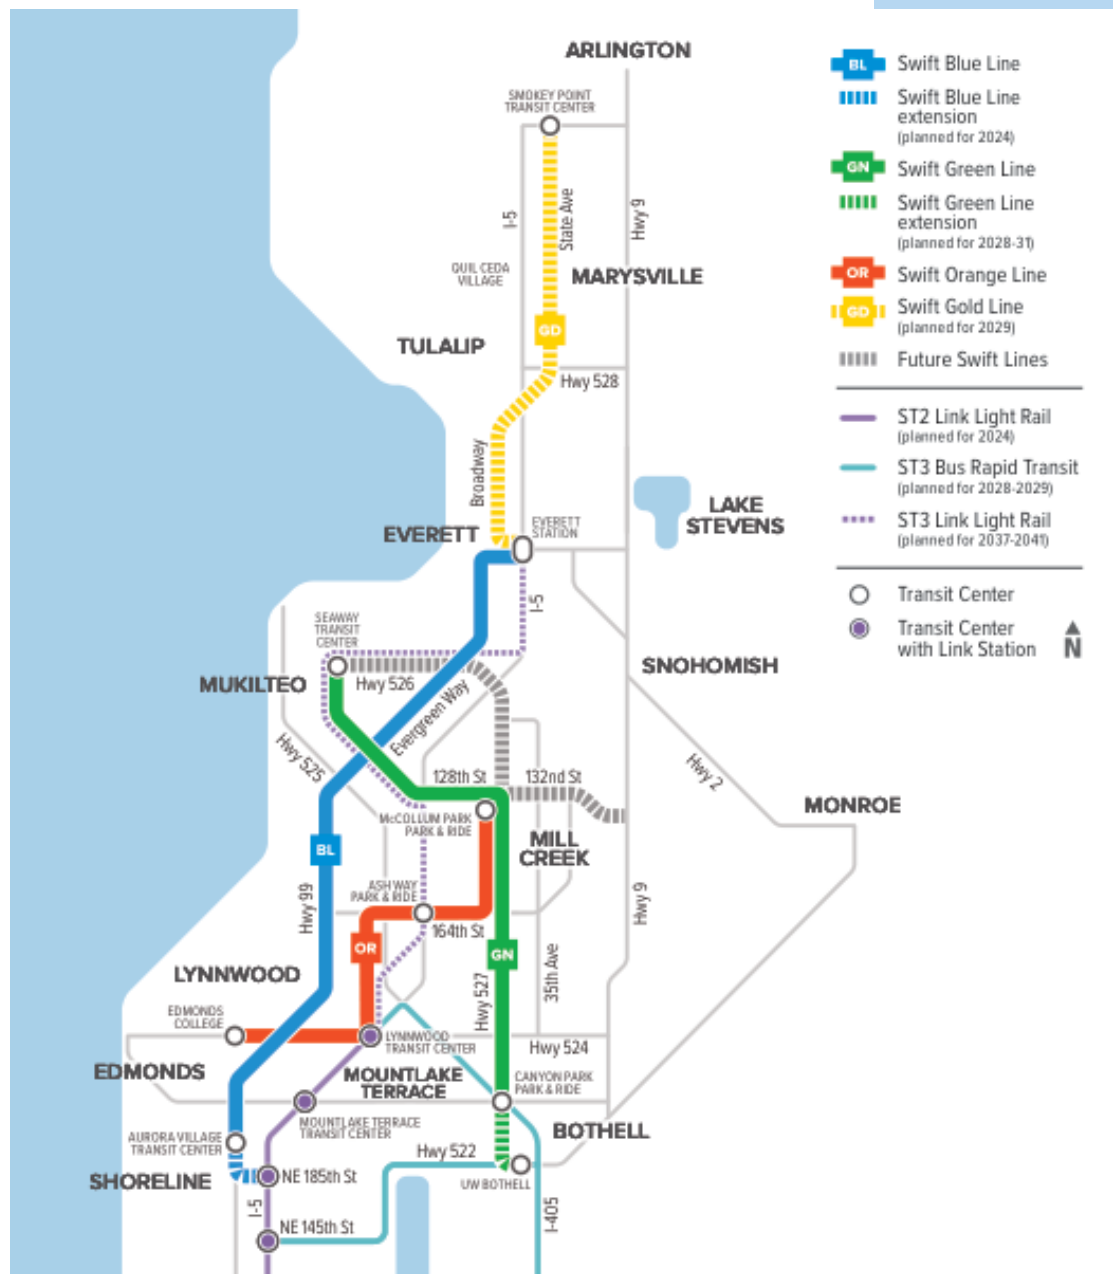 ARLINGTON
SMOKEY POINT
TRANSIT CENTER
I-5
State Ave
Hwy 9
QUIL CEDA
VILLAGE
MARYSVILLE
GD
TULALIP
Hwy 528
Broadway
LAKE
STEVENS
EVERETT
EVERETT
STATION
I-5
SEAWAY
TRANSIT
CENTER
SNOHOMISH
MUKILTEO
Hwy 526
Evergreen Way
Hwy 525
128th St
132nd St
Hwy 2
MONROE
McCOLLUM PARK
PARK & RIDE
MILL
CREEK
BL
Hwy 99
ASH WAY
PARK & RIDE
Hwy 9
164th St
OR
GN
LYNNWOOD
Hwy 527
35th Ave
EDMONDS
COLLEGE
LYNNWOOD
TRANSIT CENTER
Hwy 524
EDMONDS
MOUNTLAKE
TERRACE
CANYON PARK
PARK & RIDE
MOUNTLAKE TERRACE
TRANSIT CENTER
BOTHELL
AURORA VILLAGE
TRANSIT CENTER
Hwy 522
SHORELINE
NE 185th St
UW BOTHELL
I-5
I-405
NE 145th St
BL
Swift Blue Line
Swift Blue Line
extension
(planned for 2024)
GN
Swift Green Line
Swift Green Line
extension
(planned for 2028-31)
OR
Swift Orange Line
GD
Swift Gold Line
(planned for 2029)
Future Swift Lines
ST2 Link Light Rail
(planned for 2024)
ST3 Bus Rapid Transit
(planned for 2028-2029)
ST3 Link Light Rail
(planned for 2037-2041)
Transit Center
Transit Center
with Link Station
N